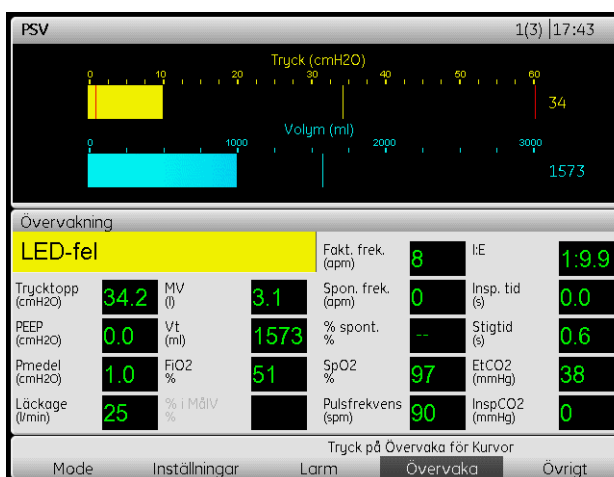 PSV 1(3) 17:43
Tryck (cmH2O)
0 10 20 30 40 50 60
34
Volym (ml)
0 1000 2000 3000
1573
Övervakning
LED-fel
Fakt. frek. (apm) 8 I:E 1:9.9
Trycktopp (cmH2O) 34.2 MV (l) 3.1 Spon. frek. (apm) 0 Insp. tid (s) 0.0
PEEP (cmH2O) 0.0 Vt (ml) 1573 % spont. % -- Stigtid (s) 0.6
Pmedel (cmH2O) 1.0 FiO2 % 51 SpO2 % 97 EtCO2 (mmHg) 38
Läckage (l/min) 25 % i MålV % Pulsfrekvens (spm) 90 InspCO2 (mmHg) 0
Tryck på Övervaka för Kurvor
Mode Inställningar Larm Övervaka Övrigt